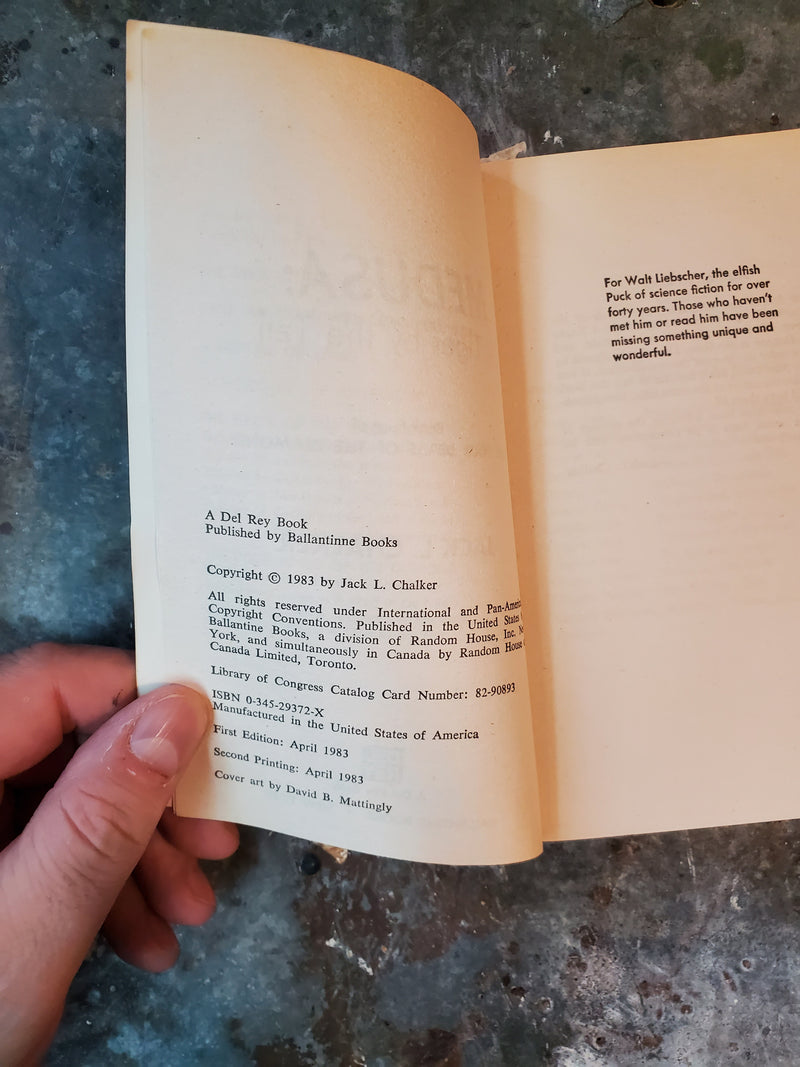 A Del Rey Book
Published by Ballantinne Books
Copyright © 1983 by Jack L. Chalker
All rights reserved under International and Pan-America
Copyright Conventions. Published in the United States
Ballantine Books, a division of Random House, Inc. Ne
York, and simultaneously in Canada by Random House
Canada Limited, Toronto.
Library of Congress Catalog Card Number: 82-90893
ISBN 0-345-29372-X
Manufactured in the United States of America
First Edition: April 1983
Second Printing: April 1983
Cover art by David B. Mattingly
For Walt Liebscher, the elfish
Puck of science fiction for over
forty years. Those who haven't
met him or read him have been
missing something unique and
wonderful.